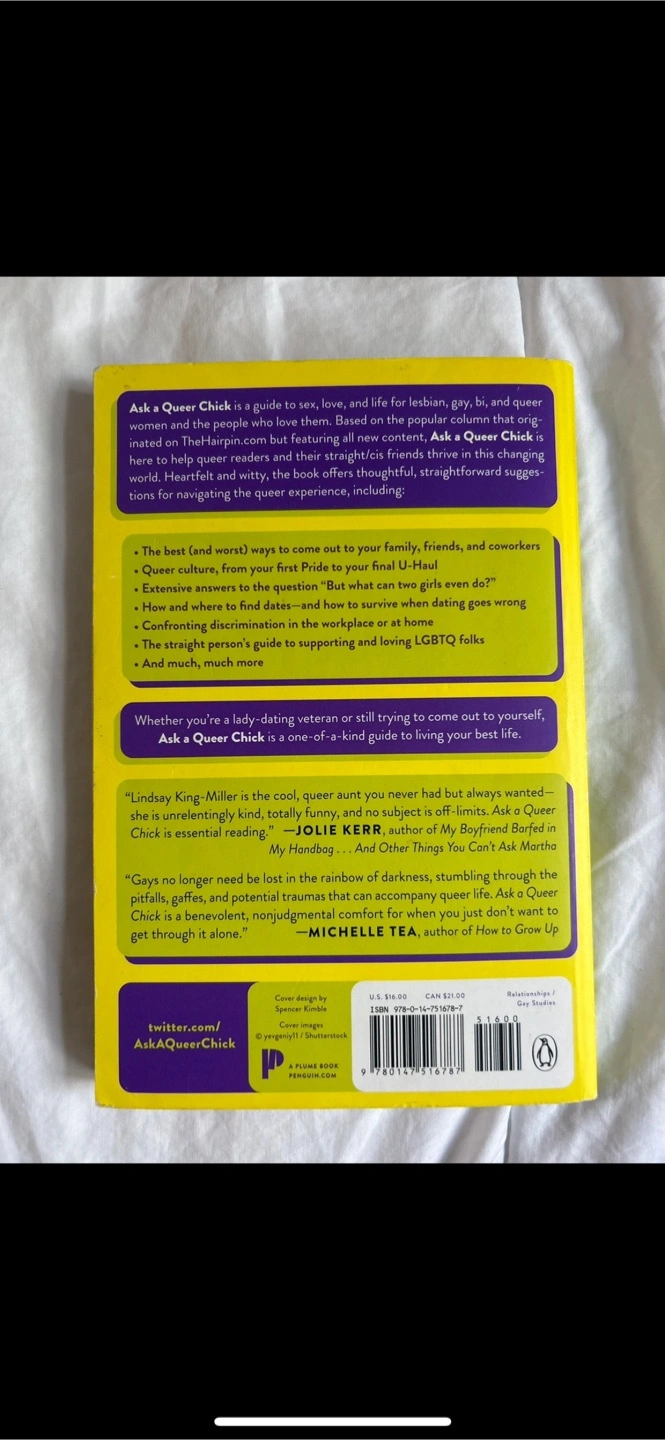 Ask a Queer Chick is a guide to sex, love, and life for lesbian, gay, bi, and queer
women and the people who love them. Based on the popular column that orig-
inated on TheHairpin.com but featuring all new content, Ask a Queer Chick is
here to help queer readers and their straight/cis friends thrive in this changing
world. Heartfelt and witty, the book offers thoughtful, straightforward sugges-
tions for navigating the queer experience, including:
• The best (and worst) ways to come out to your family, friends, and coworkers
• Queer culture, from your first Pride to your final U-Haul
• Extensive answers to the question "But what can two girls even do?"
• How and where to find dates—and how to survive when dating goes wrong
• Confronting discrimination in the workplace or at home
• The straight person's guide to supporting and loving LGBTQ folks
• And much, much more
Whether you're a lady-dating veteran or still trying to come out to yourself,
Ask a Queer Chick is a one-of-a-kind guide to living your best life.
"Lindsay King-Miller is the cool, queer aunt you never had but always wanted—
she is unrelentingly kind, totally funny, and no subject is off-limits. Ask a Queer
Chick is essential reading." —JOLIE KERR, author of My Boyfriend Barfed in
My Handbag . . . And Other Things You Can't Ask Martha
"Gays no longer need be lost in the rainbow of darkness, stumbling through the
pitfalls, gaffes, and potential traumas that can accompany queer life. Ask a Queer
Chick is a benevolent, nonjudgmental comfort for when you just don't want to
get through it alone." —MICHELLE TEA, author of How to Grow Up
twitter.com/
AskAQueerChick
Cover design by
Spencer Kimble
Cover images
© yevgeniy11 / Shutterstock
A PLUME BOOK
PENGUIN.COM
U.S. $16.00 CAN $21.00
Relationships /
Gay Studies
ISBN 978-0-14-751678-7
51600
9 780147 516787